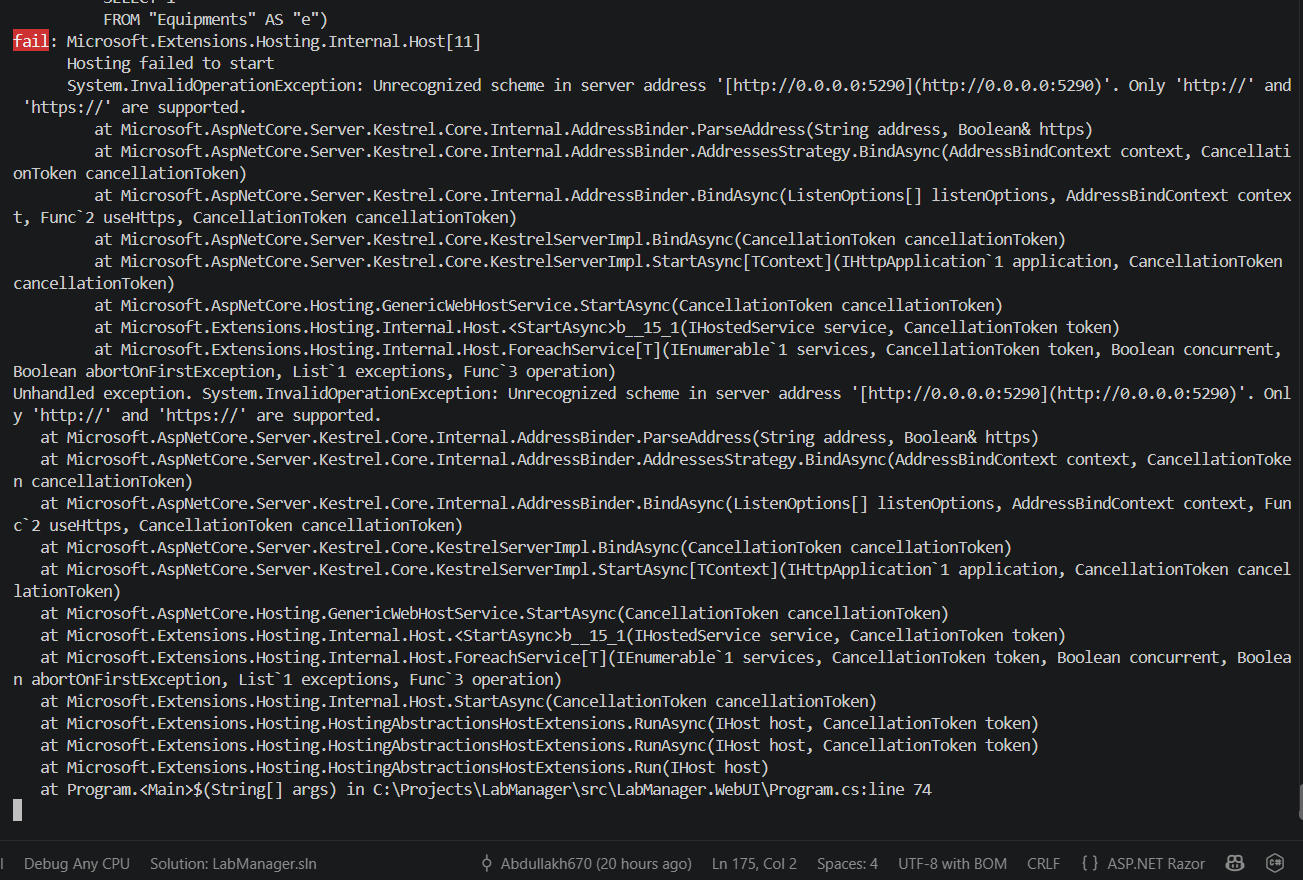 FROM "Equipments" AS "e")
fail: Microsoft.Extensions.Hosting.Internal.Host[11]
Hosting failed to start
System.InvalidOperationException: Unrecognized scheme in server address '[http://0.0.0.0:5290](http://0.0.0.0:5290)'. Only 'http://' and
'https://' are supported.
at Microsoft.AspNetCore.Server.Kestrel.Core.Internal.AddressBinder.ParseAddress(String address, Boolean& https)
at Microsoft.AspNetCore.Server.Kestrel.Core.Internal.AddressBinder.AddressesStrategy.BindAsync(AddressBindContext context, Cancellati
onToken cancellationToken)
at Microsoft.AspNetCore.Server.Kestrel.Core.Internal.AddressBinder.BindAsync(ListenOptions[] listenOptions, AddressBindContext contex
t, Func`2 useHttps, CancellationToken cancellationToken)
at Microsoft.AspNetCore.Server.Kestrel.Core.KestrelServerImpl.BindAsync(CancellationToken cancellationToken)
at Microsoft.AspNetCore.Server.Kestrel.Core.KestrelServerImpl.StartAsync[TContext](IHttpApplication`1 application, CancellationToken
cancellationToken)
at Microsoft.AspNetCore.Hosting.GenericWebHostService.StartAsync(CancellationToken cancellationToken)
at Microsoft.Extensions.Hosting.Internal.Host.<StartAsync>b__15_1(IHostedService service, CancellationToken token)
at Microsoft.Extensions.Hosting.Internal.Host.ForeachService[T](IEnumerable`1 services, CancellationToken token, Boolean concurrent,
Boolean abortOnFirstException, List`1 exceptions, Func`3 operation)
Unhandled exception. System.InvalidOperationException: Unrecognized scheme in server address '[http://0.0.0.0:5290](http://0.0.0.0:5290)'. Onl
y 'http://' and 'https://' are supported.
at Microsoft.AspNetCore.Server.Kestrel.Core.Internal.AddressBinder.ParseAddress(String address, Boolean& https)
at Microsoft.AspNetCore.Server.Kestrel.Core.Internal.AddressBinder.AddressesStrategy.BindAsync(AddressBindContext context, CancellationToke
n cancellationToken)
at Microsoft.AspNetCore.Server.Kestrel.Core.Internal.AddressBinder.BindAsync(ListenOptions[] listenOptions, AddressBindContext context, Fun
c`2 useHttps, CancellationToken cancellationToken)
at Microsoft.AspNetCore.Server.Kestrel.Core.KestrelServerImpl.BindAsync(CancellationToken cancellationToken)
at Microsoft.AspNetCore.Server.Kestrel.Core.KestrelServerImpl.StartAsync[TContext](IHttpApplication`1 application, CancellationToken cancel
lationToken)
at Microsoft.AspNetCore.Hosting.GenericWebHostService.StartAsync(CancellationToken cancellationToken)
at Microsoft.Extensions.Hosting.Internal.Host.<StartAsync>b__15_1(IHostedService service, CancellationToken token)
at Microsoft.Extensions.Hosting.Internal.Host.ForeachService[T](IEnumerable`1 services, CancellationToken token, Boolean concurrent, Boolea
n abortOnFirstException, List`1 exceptions, Func`3 operation)
at Microsoft.Extensions.Hosting.Internal.Host.StartAsync(CancellationToken cancellationToken)
at Microsoft.Extensions.Hosting.HostingAbstractionsHostExtensions.RunAsync(IHost host, CancellationToken token)
at Microsoft.Extensions.Hosting.HostingAbstractionsHostExtensions.RunAsync(IHost host, CancellationToken token)
at Microsoft.Extensions.Hosting.HostingAbstractionsHostExtensions.Run(IHost host)
at Program.<Main>$(String[] args) in C:\Projects\LabManager\src\LabManager.WebUI\Program.cs:line 74
Debug Any CPU Solution: LabManager.sln Abdullakh670 (20 hours ago) Ln 175, Col 2 Spaces: 4 UTF-8 with BOM CRLF { } ASP.NET Razor C#